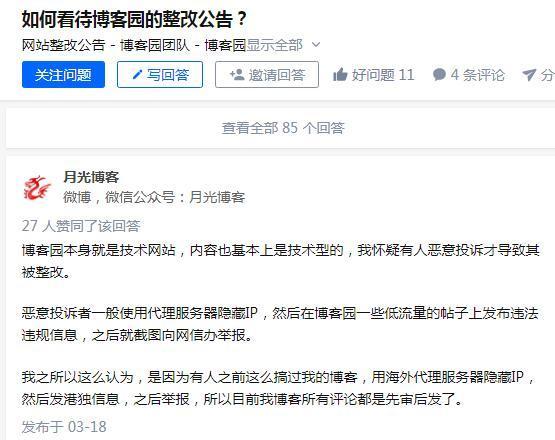 如何看待博客园的整改公告？
网站整改公告 - 博客园团队 - 博客园显示全部
关注问题 写回答 邀请回答 好问题 11 4 条评论 分
查看全部 85 个回答
月光博客
微博，微信公众号：月光博客
27 人赞同了该回答
博客园本身就是技术网站，内容也基本上是技术型的，我怀疑有人恶意投诉才导致其
被整改。
恶意投诉者一般使用代理服务器隐藏IP，然后在博客园一些低流量的帖子上发布违法
违规信息，之后就截图向网信办举报。
我之所以这么认为，是因为有人之前这么搞过我的博客，用海外代理服务器隐藏IP，
然后发港独信息，之后举报，所以目前我博客所有评论都是先审后发了。
发布于 03-18